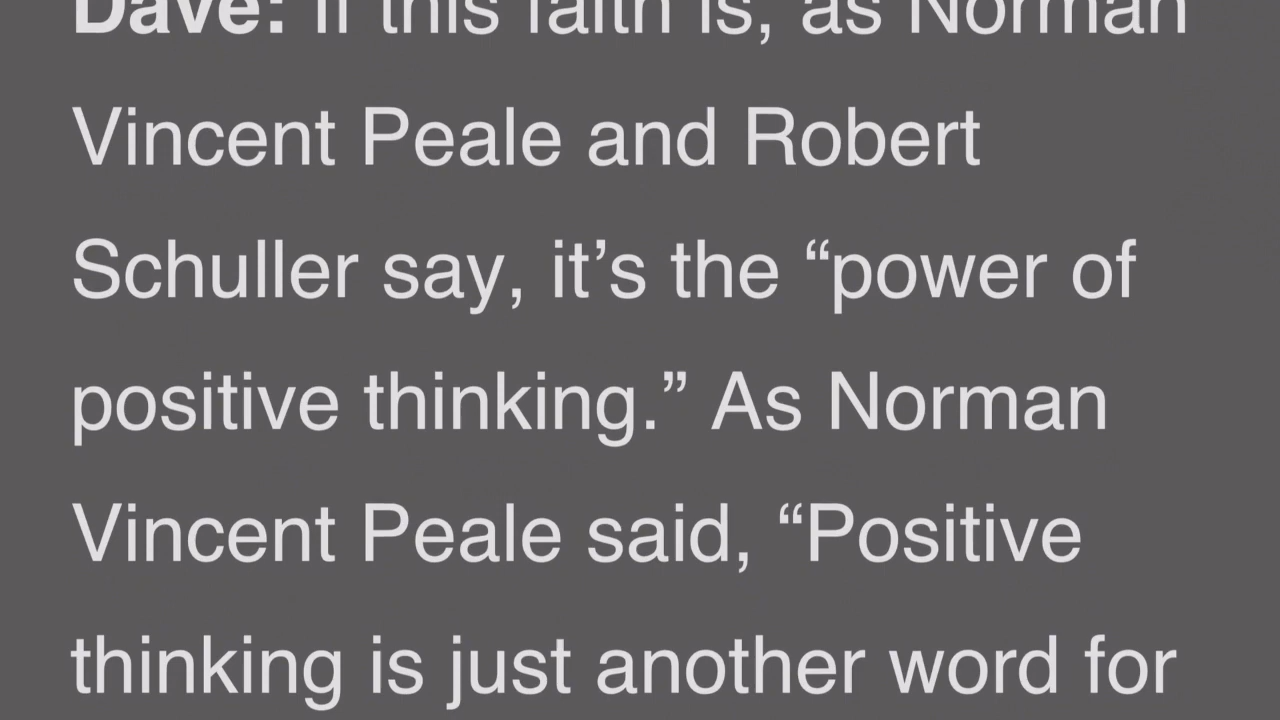 Dave: If this faith is, as Norman
Vincent Peale and Robert
Schuller say, it’s the “power of
positive thinking.” As Norman
Vincent Peale said, “Positive
thinking is just another word for